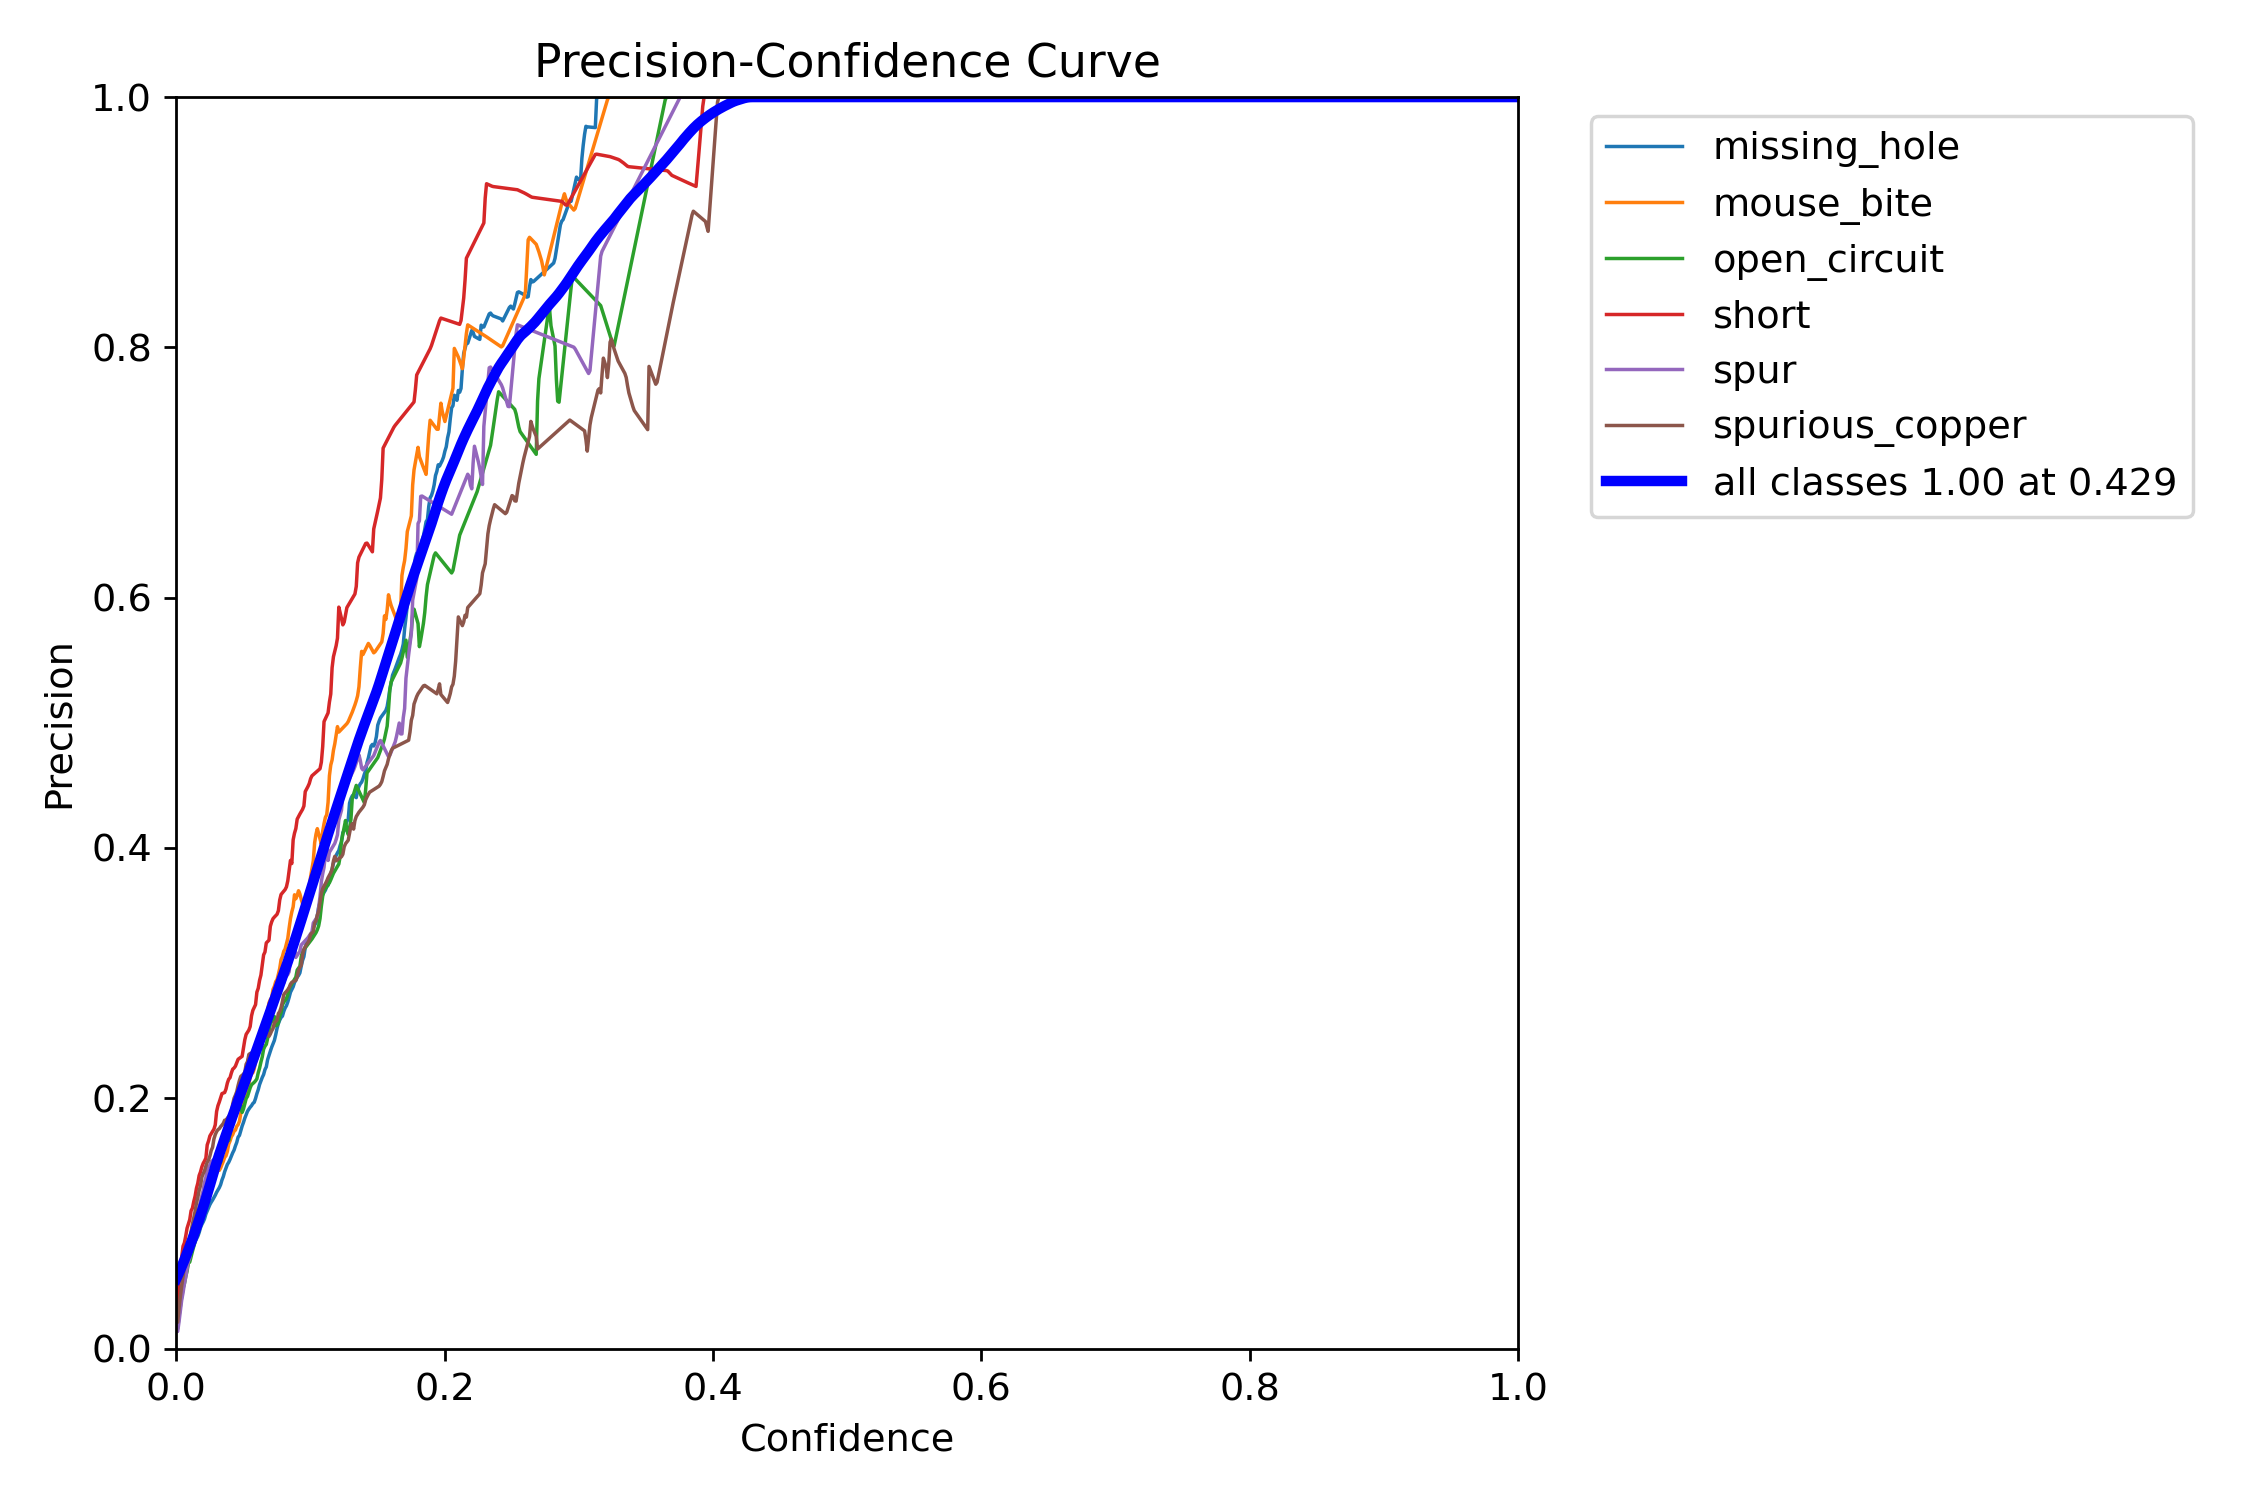 Precision-Confidence Curve
1.0
0.8
0.6
0.4
0.2
0.0
Precision
0.0 0.2 0.4 0.6 0.8 1.0
Confidence
missing_hole
mouse_bite
open_circuit
short
spur
spurious_copper
all classes 1.00 at 0.429